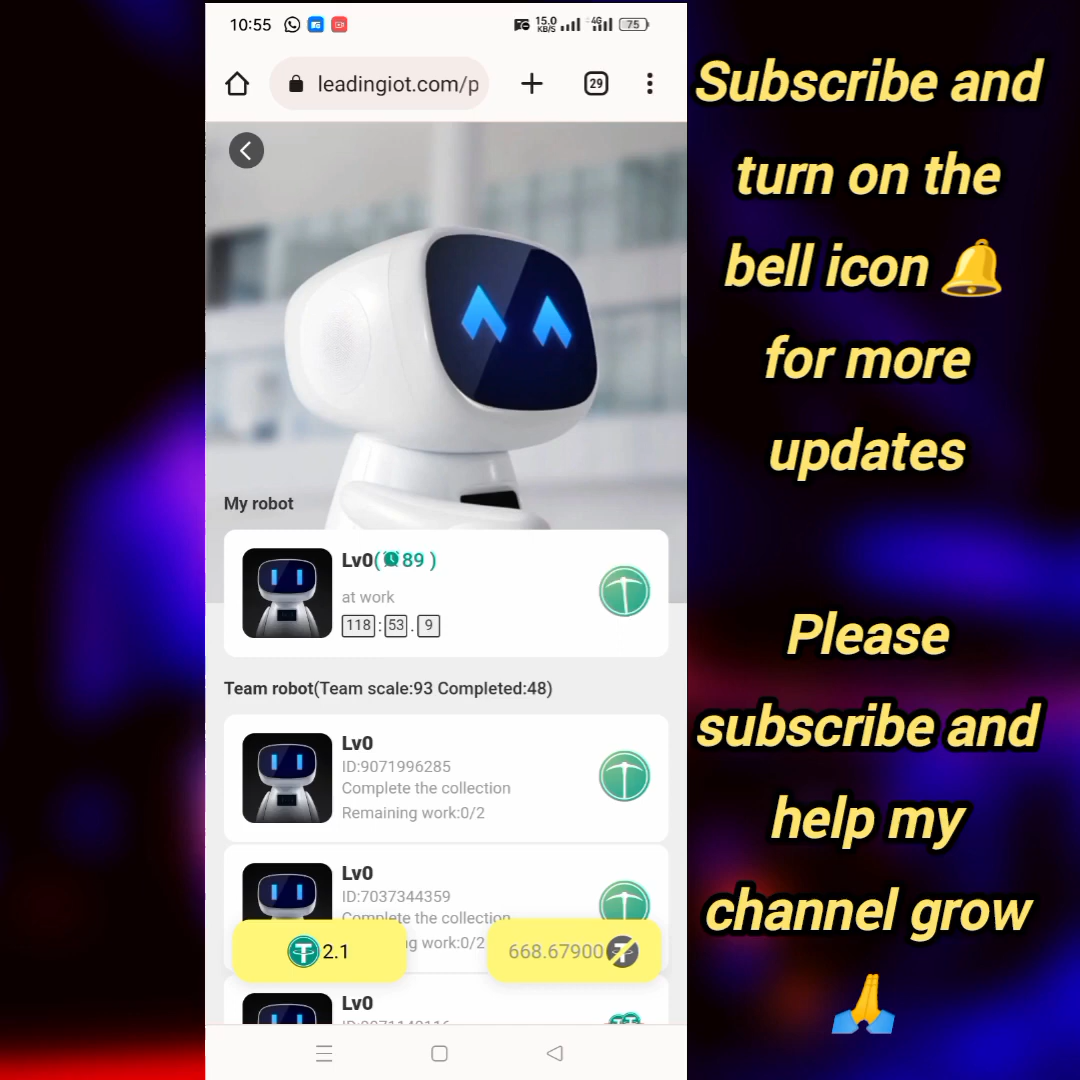 10:55
15.0
KB/S
4G
75
leadingiot.com/p
29
Subscribe and
turn on the
bell icon 🔔
for more
updates
Please
subscribe and
help my
channel grow
🙏
My robot
Lv0(⏰89 )
at work
118:53.9
Team robot(Team scale:93 Completed:48)
Lv0
ID:9071996285
Complete the collection
Remaining work:0/2
Lv0
ID:7037344359
Complete the collection
ng work:0/2
2.1
668.67900
Lv0